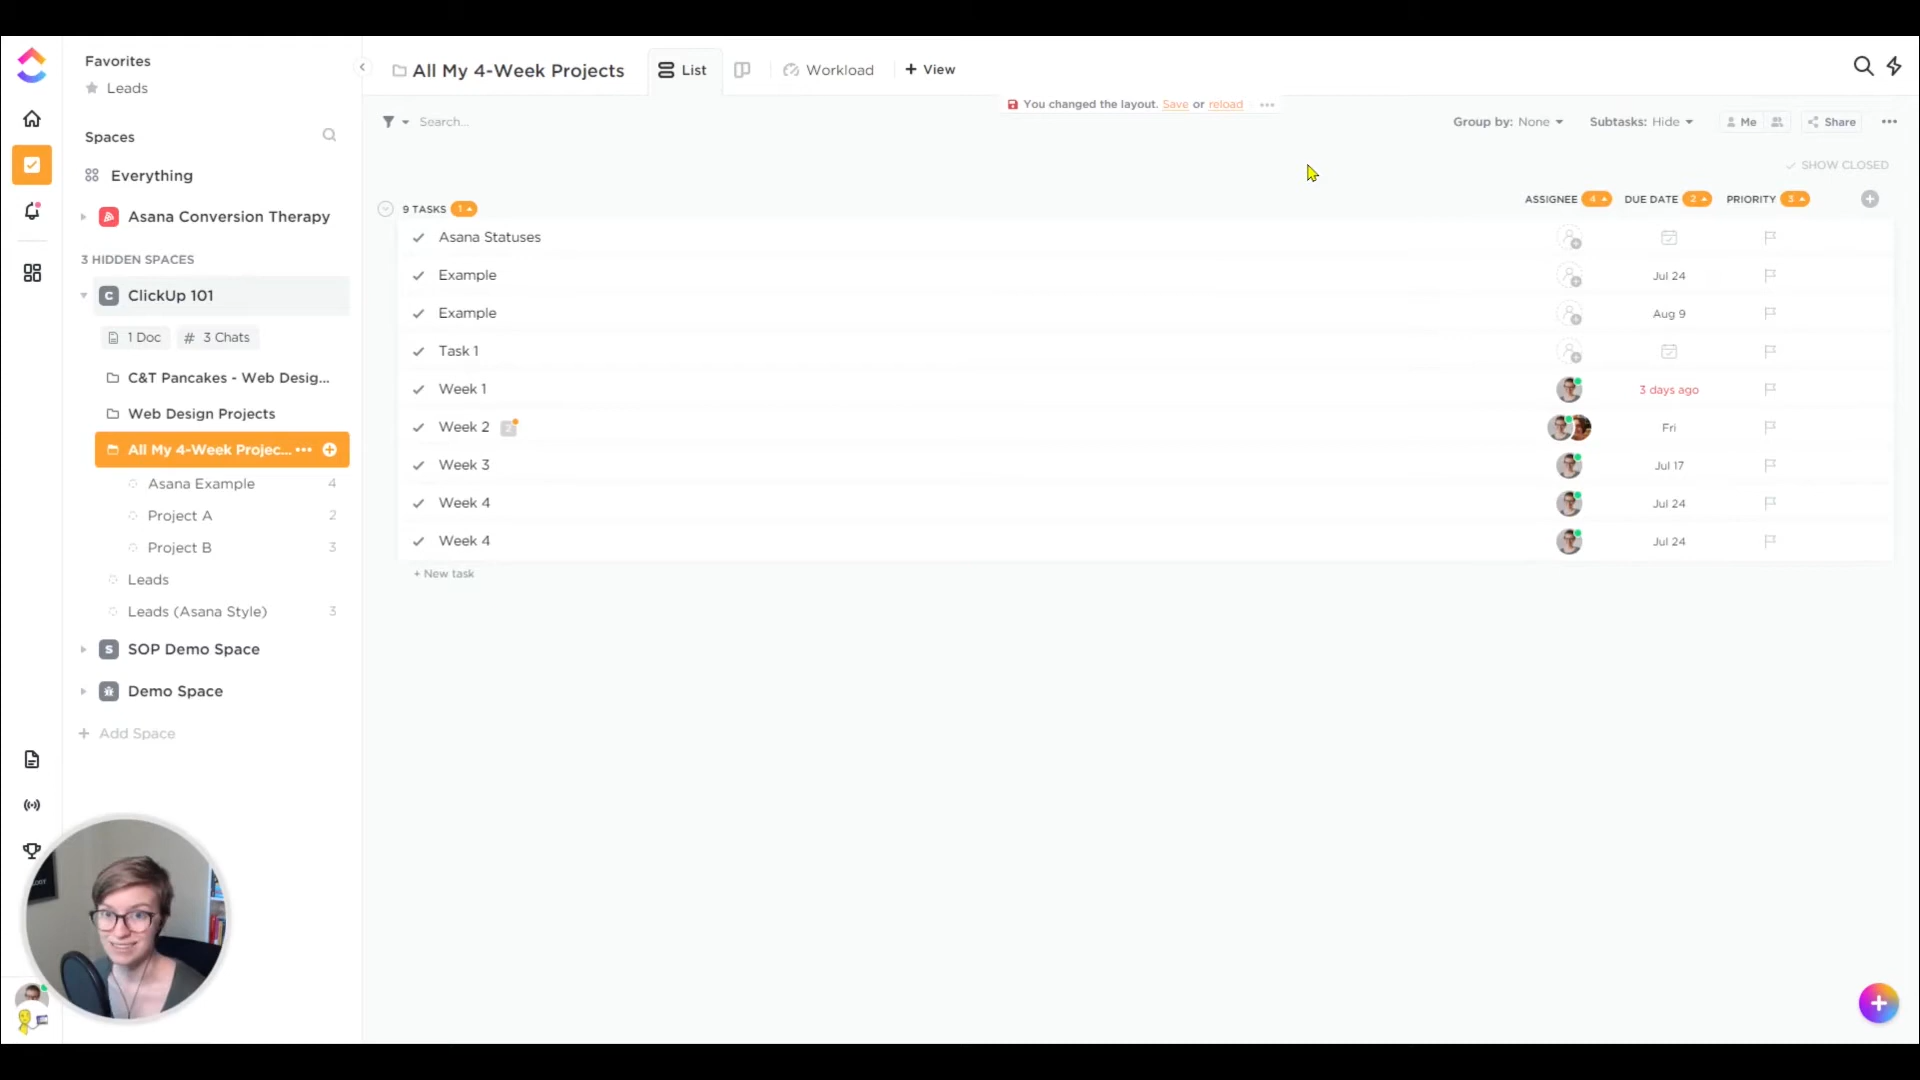 Favorites
Leads
Spaces
Everything
Asana Conversion Therapy
3 HIDDEN SPACES
C ClickUp 101
1 Doc # 3 Chats
C&T Pancakes - Web Desig...
Web Design Projects
All My 4-Week Projec...
Asana Example 4
Project A 2
Project B 3
Leads
Leads (Asana Style) 3
S SOP Demo Space
Demo Space
+ Add Space
All My 4-Week Projects List Workload + View
You changed the layout. Save or reload
Search...
Group by: None Subtasks: Hide Me Share
SHOW CLOSED
9 TASKS 1 ASSIGNEE 4 DUE DATE 2 PRIORITY 3
Asana Statuses
Example Jul 24
Example Aug 9
Task 1
Week 1 3 days ago
Week 2 2 Fri
Week 3 Jul 17
Week 4 Jul 24
Week 4 Jul 24
+ New task